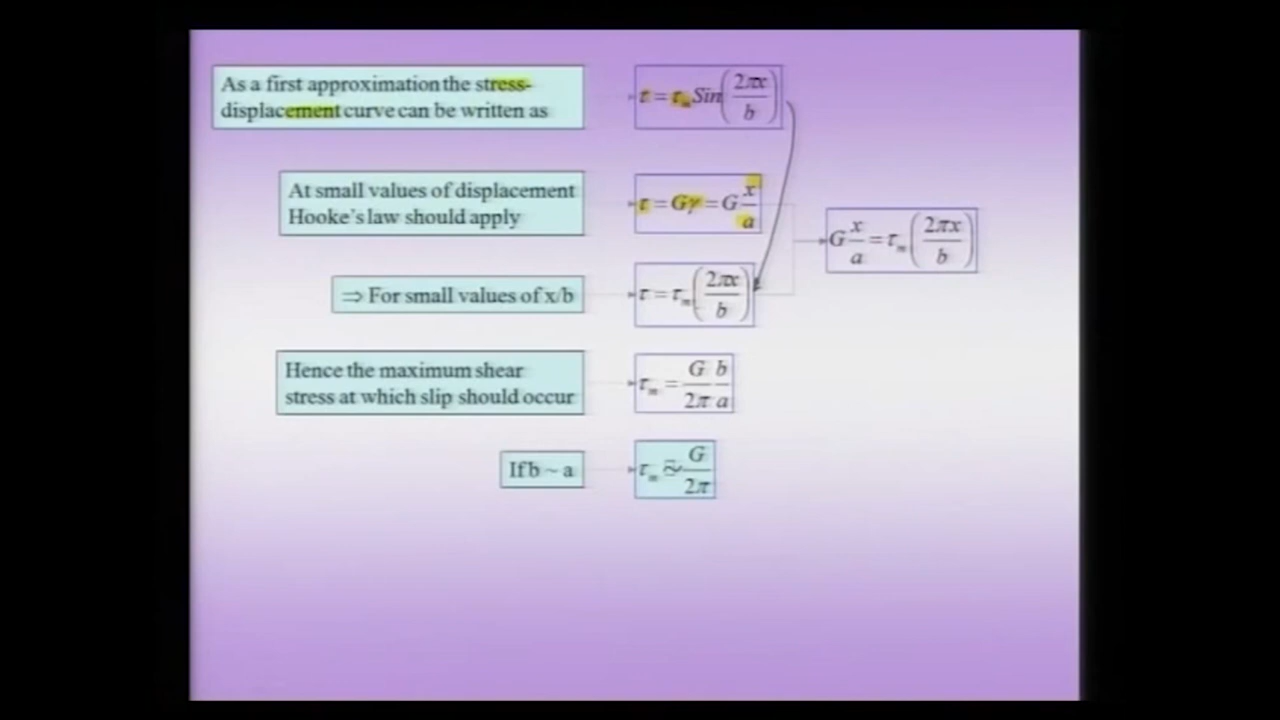 As a first approximation the stress-
displacement curve can be written as
τ = τₘ Sin(2πx/b)
At small values of displacement
Hooke's law should apply
τ = Gγ = G x/a
G x/a = τₘ (2πx/b)
⇒ For small values of x/b
τ = τₘ (2πx/b)
Hence the maximum shear
stress at which slip should occur
τₘ = G/2π b/a
If b ~ a
τₘ ≈ G/2π